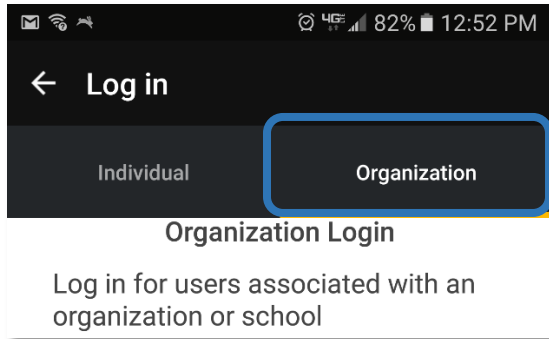 4GE 82% 12:52 PM
Log in
Individual Organization
Organization Login
Log in for users associated with an
organization or school